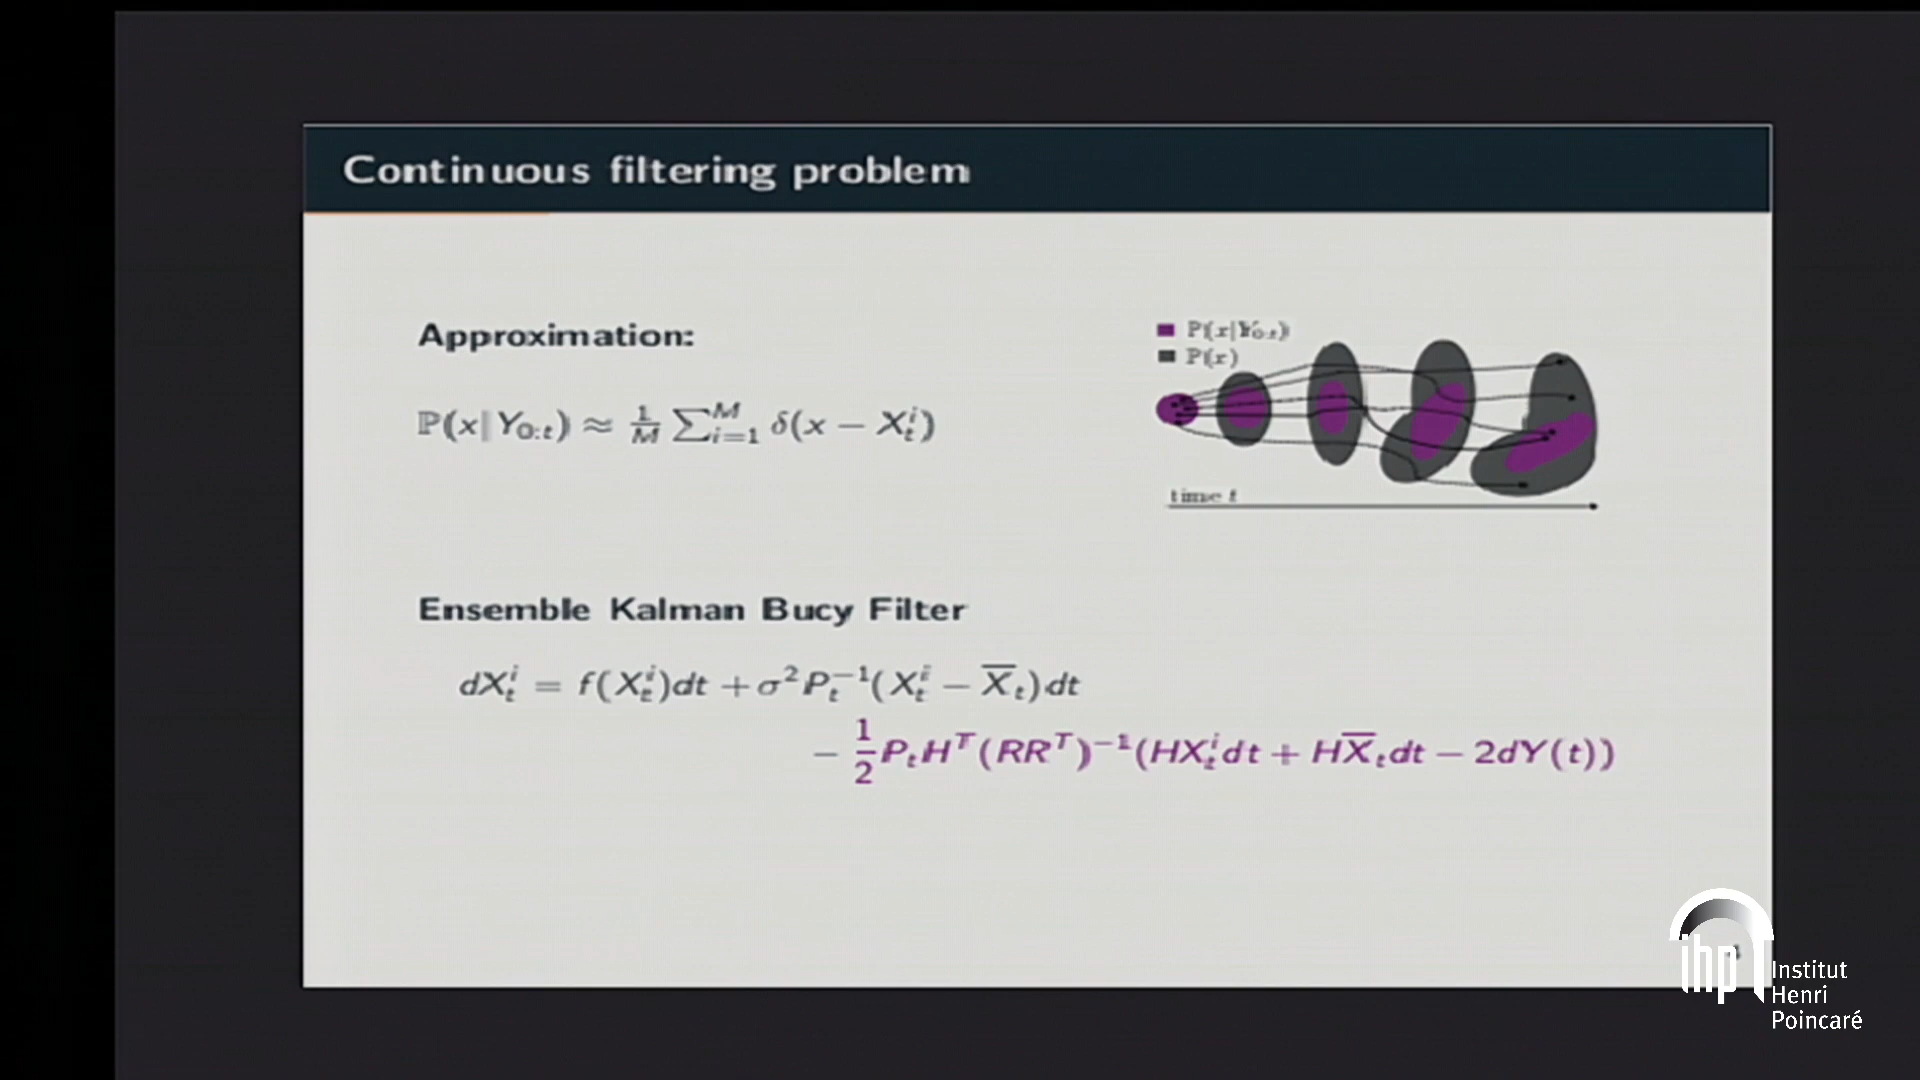 Continuous filtering problem
Approximation:
ℙ(x|Y₀:ₜ) ≈ 1/M ∑ᵢ₌₁ᴹ δ(x − Xₜⁱ)
ℙ(x|Y₀:ₜ)
ℙ(x)
time t
Ensemble Kalman Bucy Filter
dXₜⁱ = f(Xₜⁱ)dt + σ²Pₜ⁻¹(Xₜⁱ − X̅ₜ)dt
− 1/2 PₜHᵀ(RRᵀ)⁻¹(HXₜⁱdt + HX̅ₜdt − 2dY(t))
ihp
Institut
Henri
Poincaré